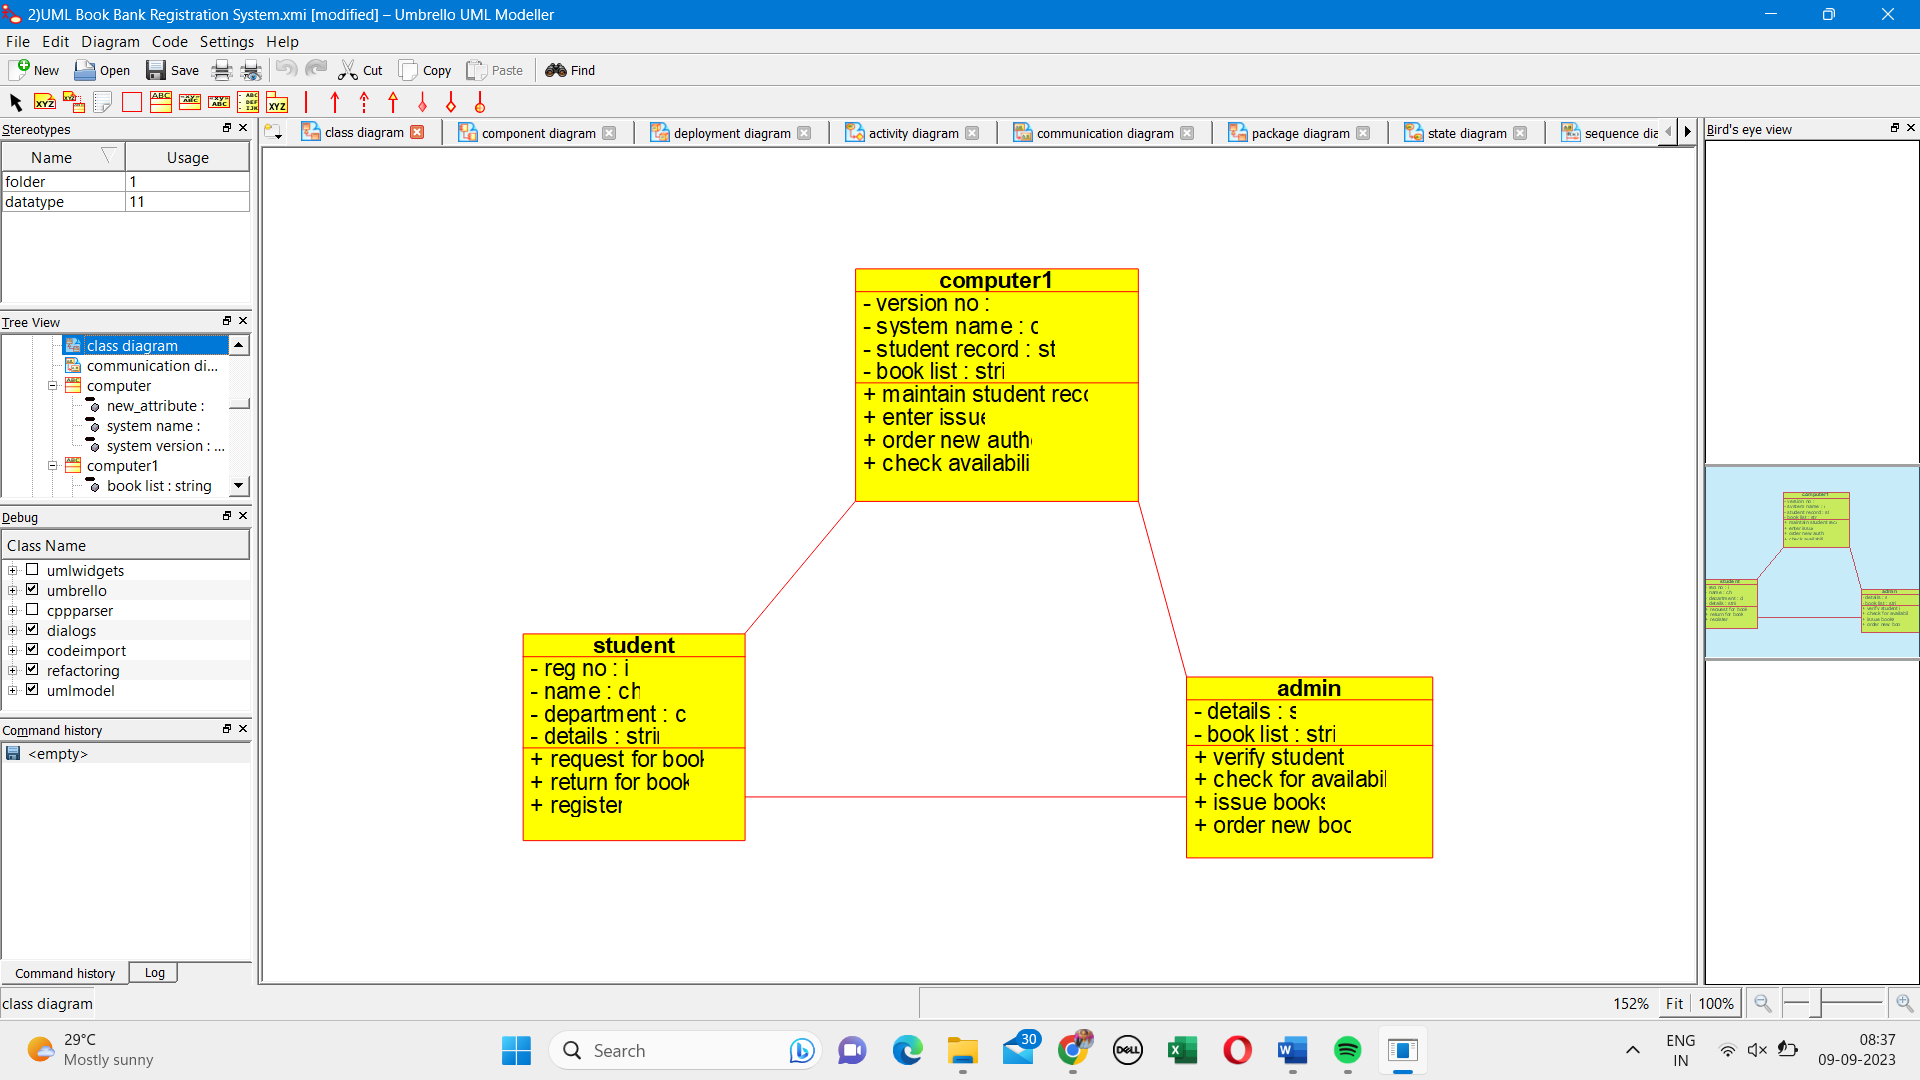 2)UML Book Bank Registration System.xmi [modified] – Umbrello UML Modeller
File Edit Diagram Code Settings Help
New Open Save Cut Copy Paste Find
Stereotypes
Name Usage
folder 1
datatype 11
Tree View
class diagram
communication di...
computer
new_attribute :
system name :
system version : ...
computer1
book list : string
Debug
Class Name
umlwidgets
umbrello
cppparser
dialogs
codeimport
refactoring
umlmodel
Command history
<empty>
Command history Log
class diagram component diagram deployment diagram activity diagram communication diagram package diagram state diagram sequence dia
computer1
- version no :
- system name : c
- student record : st
- book list : stri
+ maintain student reco
+ enter issue
+ order new auth
+ check availabili
student
- reg no : i
- name : ch
- department : c
- details : stri
+ request for book
+ return for book
+ register
admin
- details : s
- book list : stri
+ verify student
+ check for availabil
+ issue books
+ order new boo
Bird's eye view
class diagram
152% Fit 100%
29°C
Mostly sunny
Search
30
DELL
ENG
IN
08:37
09-09-2023